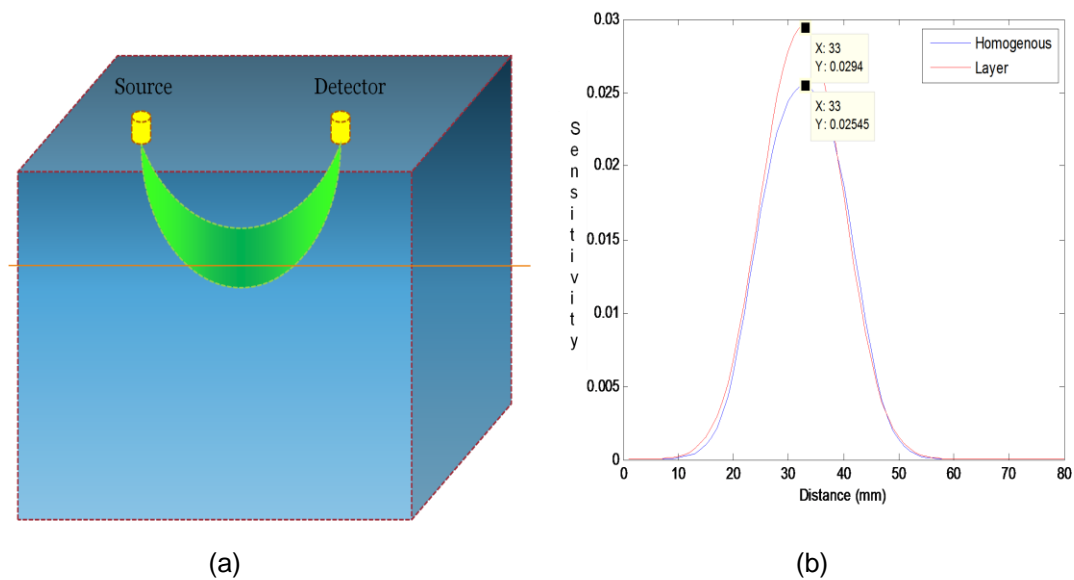 Source
Detector
(a)
0.03
0.025
0.02
0.015
0.01
0.005
0
Sensitivity
X: 33
Y: 0.0294
X: 33
Y: 0.02545
Homogenous
Layer
0 10 20 30 40 50 60 70 80
Distance (mm)
(b)